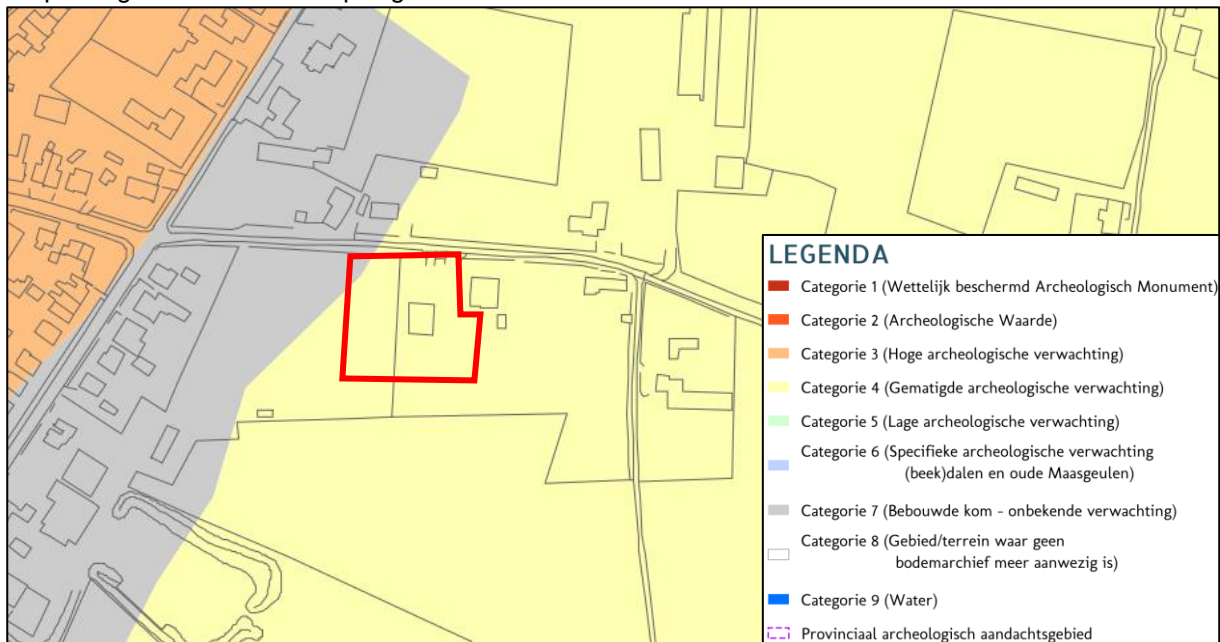 LEGENDA
Categorie 1 (Wettelijk beschermd Archeologisch Monument)
Categorie 2 (Archeologische Waarde)
Categorie 3 (Hoge archeologische verwachting)
Categorie 4 (Gematigde archeologische verwachting)
Categorie 5 (Lage archeologische verwachting)
Categorie 6 (Specifieke archeologische verwachting
(beek)dalen en oude Maasgeulen)
Categorie 7 (Bebouwde kom - onbekende verwachting)
Categorie 8 (Gebied/terrein waar geen
bodemarchief meer aanwezig is)
Categorie 9 (Water)
Provinciaal archeologisch aandachtsgebied